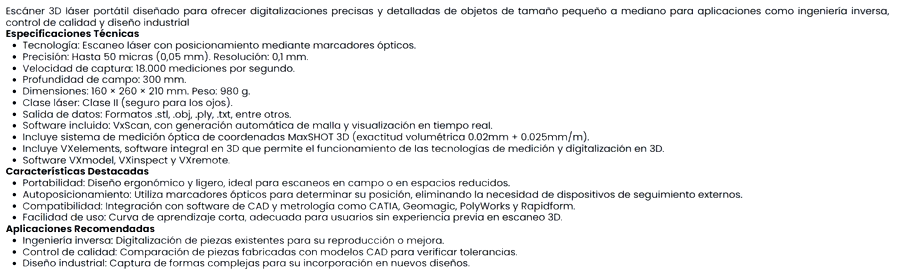 Escáner 3D láser portátil diseñado para ofrecer digitalizaciones precisas y detalladas de objetos de tamaño pequeño a mediano para aplicaciones como ingeniería inversa,
control de calidad y diseño industrial
Especificaciones Técnicas
• Tecnología: Escaneo láser con posicionamiento mediante marcadores ópticos.
• Precisión: Hasta 50 micras (0,05 mm). Resolución: 0,1 mm.
• Velocidad de captura: 18.000 mediciones por segundo.
• Profundidad de campo: 300 mm.
• Dimensiones: 160 × 260 × 210 mm. Peso: 980 g.
• Clase láser: Clase II (seguro para los ojos).
• Salida de datos: Formatos .stl, .obj, .ply, .txt, entre otros.
• Software incluido: VxScan, con generación automática de malla y visualización en tiempo real.
• Incluye sistema de medición óptica de coordenadas MaxSHOT 3D (exactitud volumétrica 0.02mm + 0.025mm/m).
• Incluye VXelements, software integral en 3D que permite el funcionamiento de las tecnologías de medición y digitalización en 3D.
• Software VXmodel, VXinspect y VXremote.
Características Destacadas
• Portabilidad: Diseño ergonómico y ligero, ideal para escaneos en campo o en espacios reducidos.
• Autoposicionamiento: Utiliza marcadores ópticos para determinar su posición, eliminando la necesidad de dispositivos de seguimiento externos.
• Compatibilidad: Integración con software de CAD y metrología como CATIA, Geomagic, PolyWorks y Rapidform.
• Facilidad de uso: Curva de aprendizaje corta, adecuada para usuarios sin experiencia previa en escaneo 3D.
Aplicaciones Recomendadas
• Ingeniería inversa: Digitalización de piezas existentes para su reproducción o mejora.
• Control de calidad: Comparación de piezas fabricadas con modelos CAD para verificar tolerancias.
• Diseño industrial: Captura de formas complejas para su incorporación en nuevos diseños.